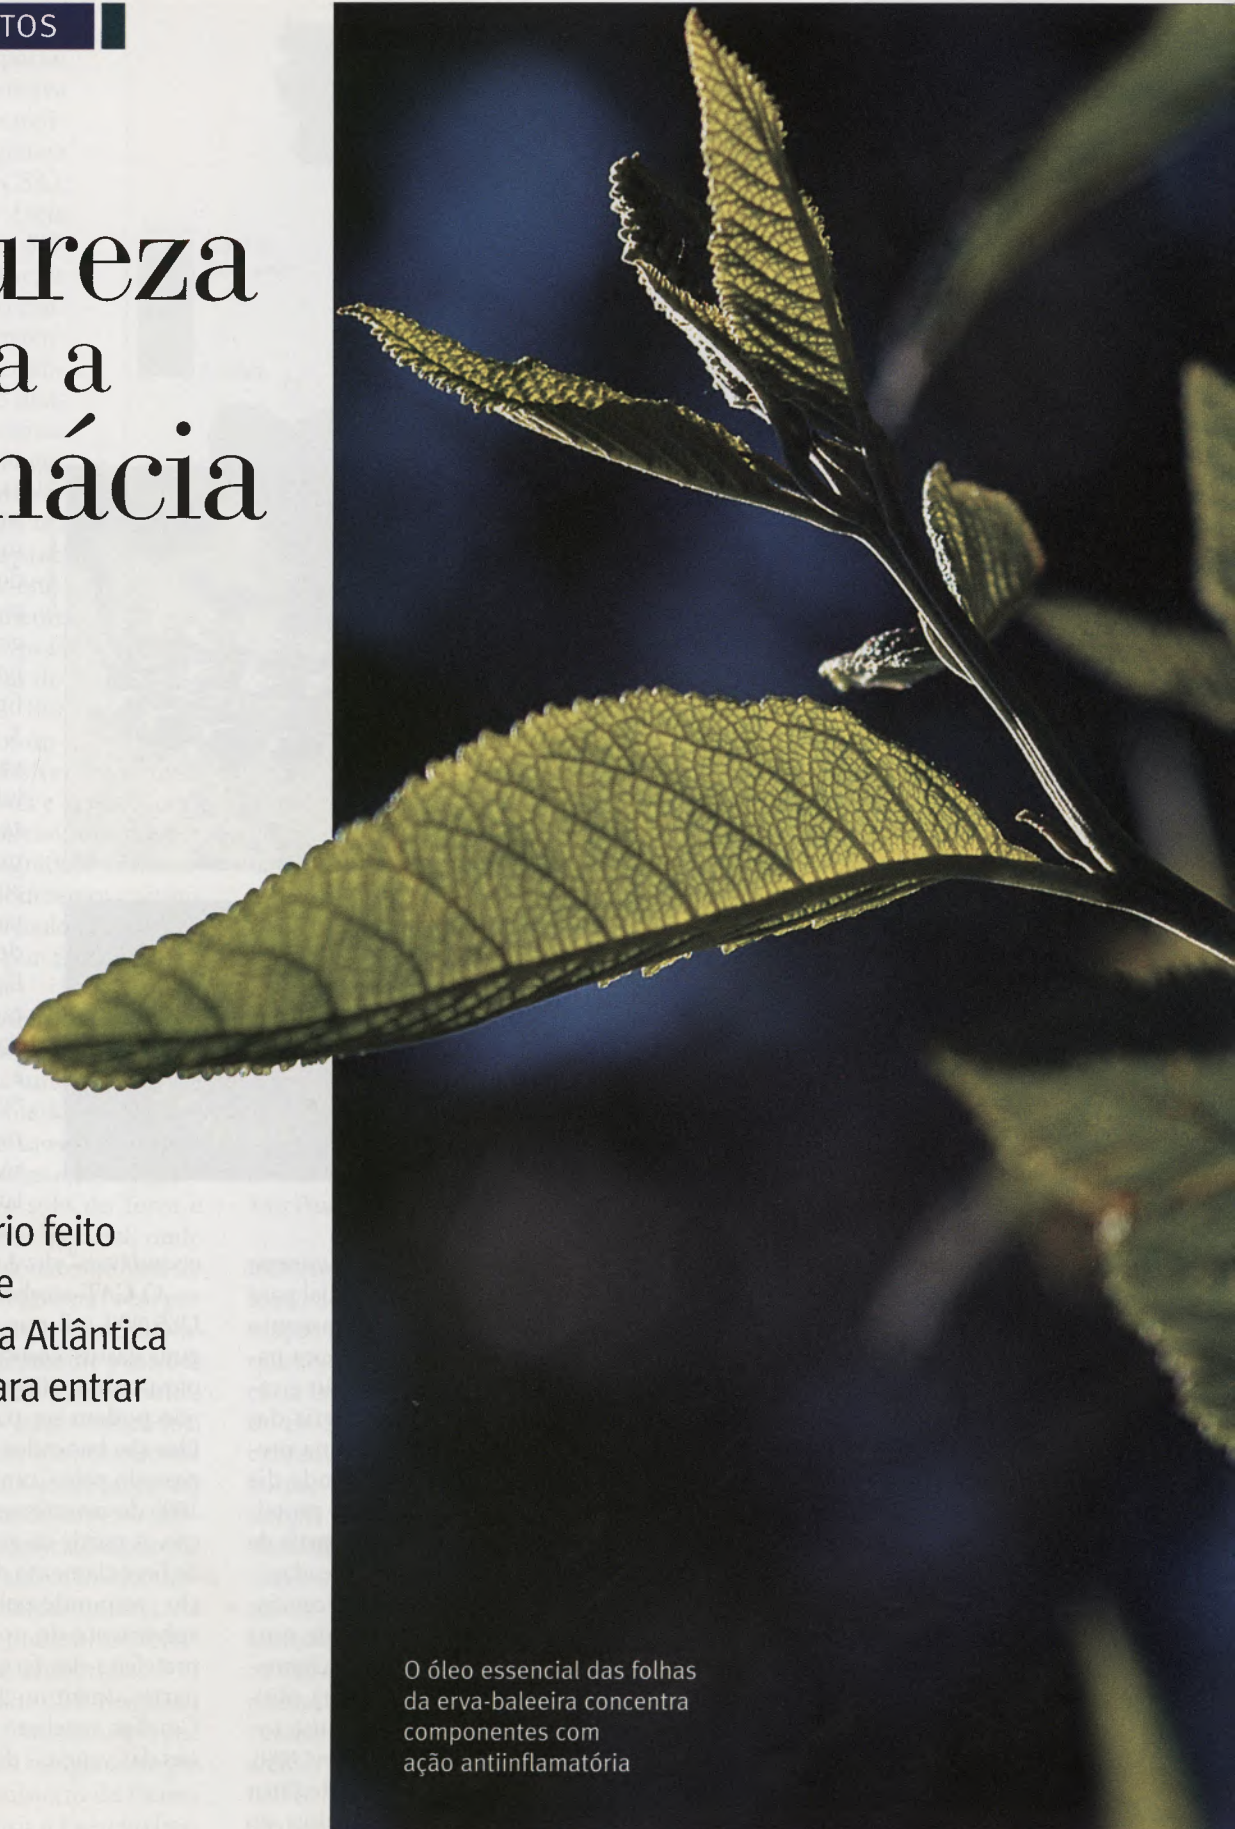 TOS
ureza
a a
mácia
rio feito
e
a Atlântica
ara entrar
O óleo essencial das folhas
da erva-baleeira concentra
componentes com
ação antiinflamatória